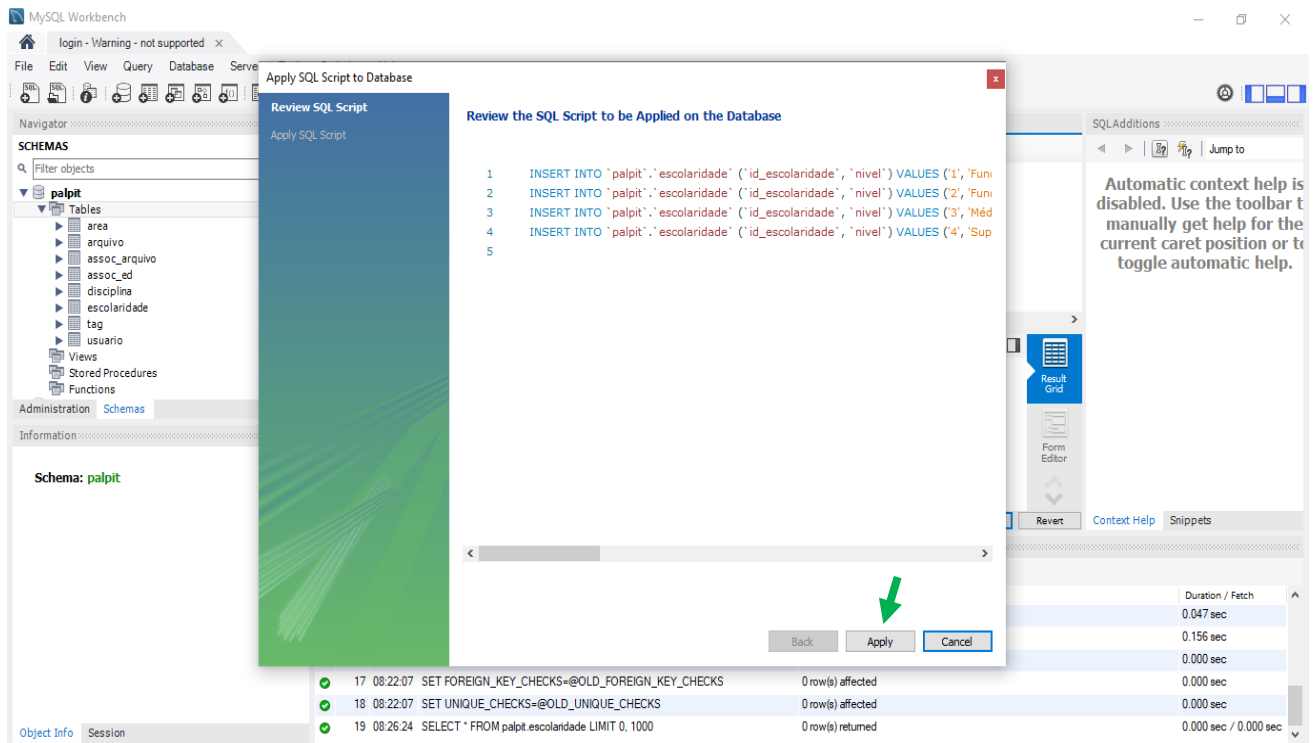 MySQL Workbench
login - Warning - not supported
File Edit View Query Database
Navigator
SCHEMAS
Filter objects
palpit
Tables
area
arquivo
assoc_arquivo
assoc_ed
disciplina
escolaridade
tag
usuario
Views
Stored Procedures
Functions
Administration Schemas
Information
Schema: palpit
Object Info Session
Apply SQL Script to Database
Review SQL Script
Apply SQL Script
Review the SQL Script to be Applied on the Database
1 INSERT INTO `palpit`.`escolaridade` (`id_escolaridade`, `nivel`) VALUES ('1', 'Fun
2 INSERT INTO `palpit`.`escolaridade` (`id_escolaridade`, `nivel`) VALUES ('2', 'Fun
3 INSERT INTO `palpit`.`escolaridade` (`id_escolaridade`, `nivel`) VALUES ('3', 'Méd
4 INSERT INTO `palpit`.`escolaridade` (`id_escolaridade`, `nivel`) VALUES ('4', 'Sup
5
Back Apply Cancel
Result
Grid
Form
Editor
Revert
SQLAdditions
Jump to
Automatic context help is
disabled. Use the toolbar t
manually get help for the
current caret position or to
toggle automatic help.
Context Help Snippets
Duration / Fetch
0.047 sec
0.156 sec
0.000 sec
17 08:22:07 SET FOREIGN_KEY_CHECKS=@OLD_FOREIGN_KEY_CHECKS 0 row(s) affected 0.000 sec
18 08:22:07 SET UNIQUE_CHECKS=@OLD_UNIQUE_CHECKS 0 row(s) affected 0.000 sec
19 08:26:24 SELECT * FROM palpit.escolaridade LIMIT 0, 1000 0 row(s) returned 0.000 sec / 0.000 sec